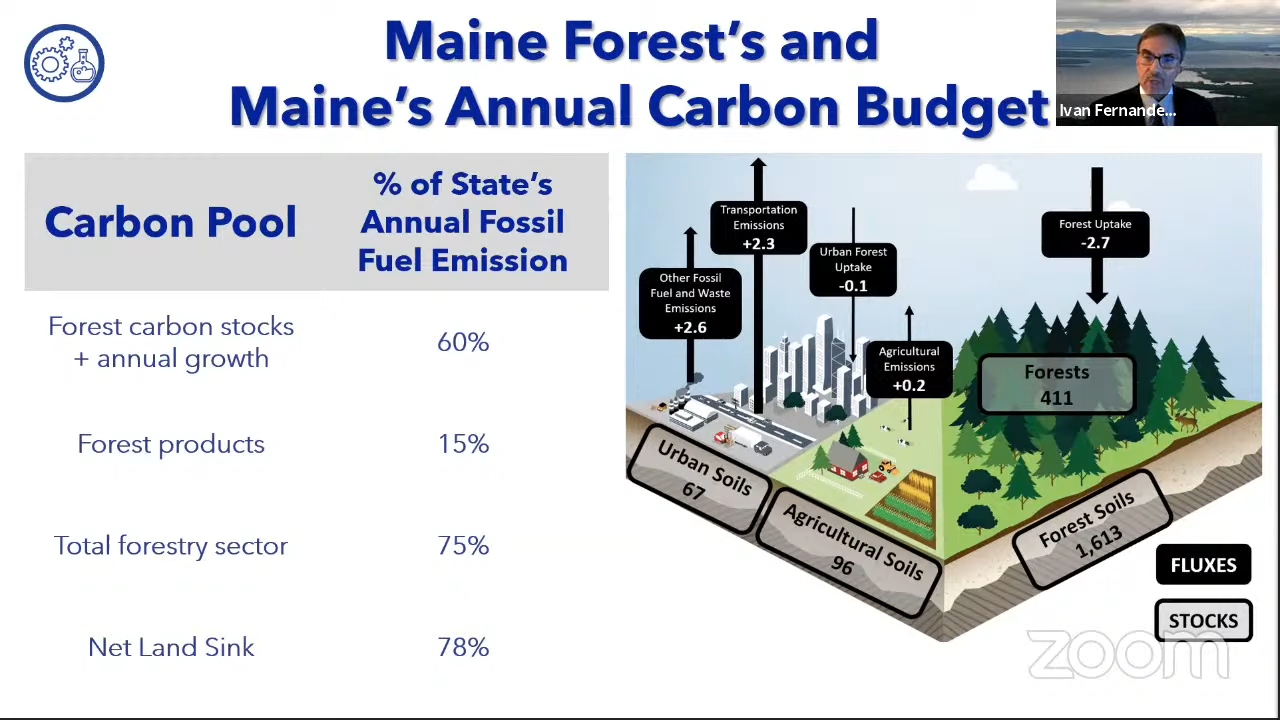 Maine Forest's and
Maine's Annual Carbon Budget
Ivan Fernande...
Carbon Pool
% of State's
Annual Fossil
Fuel Emission
Forest carbon stocks
+ annual growth
60%
Forest products
15%
Total forestry sector
75%
Net Land Sink
78%
Other Fossil
Fuel and Waste
Emissions
+2.6
Transportation
Emissions
+2.3
Urban Forest
Uptake
-0.1
Agricultural
Emissions
+0.2
Forest Uptake
-2.7
Forests
411
Urban Soils
67
Agricultural Soils
96
Forest Soils
1,613
FLUXES
STOCKS
zoom